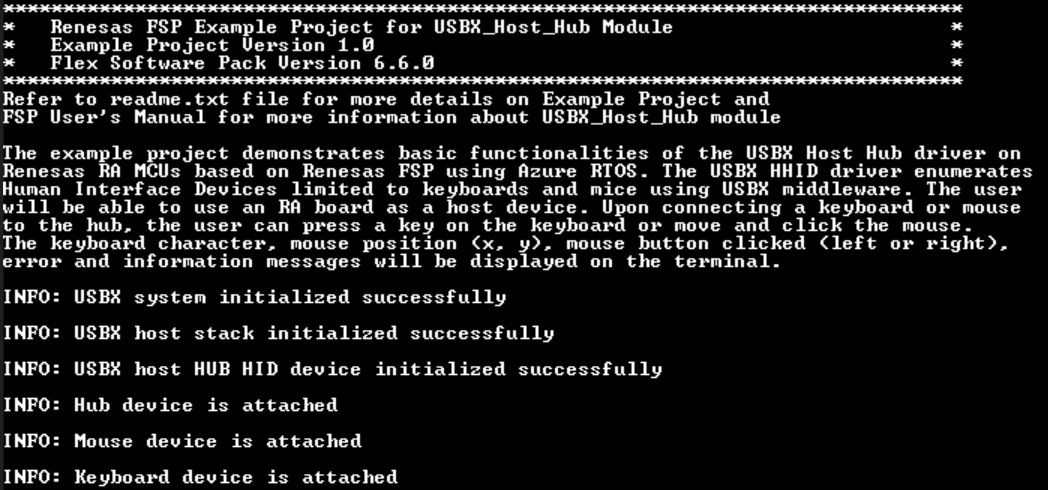 ********************************************************************************
*   Renesas FSP Example Project for USBX_Host_Hub Module                       *
*   Example Project Version 1.0                                                *
*   Flex Software Pack Version 6.6.0                                           *
********************************************************************************
Refer to readme.txt file for more details on Example Project and
FSP User's Manual for more information about USBX_Host_Hub module
The example project demonstrates basic functionalities of the USBX Host Hub driver on
Renesas RA MCUs based on Renesas FSP using Azure RTOS. The USBX HHID driver enumerates
Human Interface Devices limited to keyboards and mice using USBX middleware. The user
will be able to use an RA board as a host device. Upon connecting a keyboard or mouse
to the hub, the user can press a key on the keyboard or move and click the mouse.
The keyboard character, mouse position (x, y), mouse button clicked (left or right),
error and information messages will be displayed on the terminal.
INFO: USBX system initialized successfully
INFO: USBX host stack initialized successfully
INFO: USBX host HUB HID device initialized successfully
INFO: Hub device is attached
INFO: Mouse device is attached
INFO: Keyboard device is attached